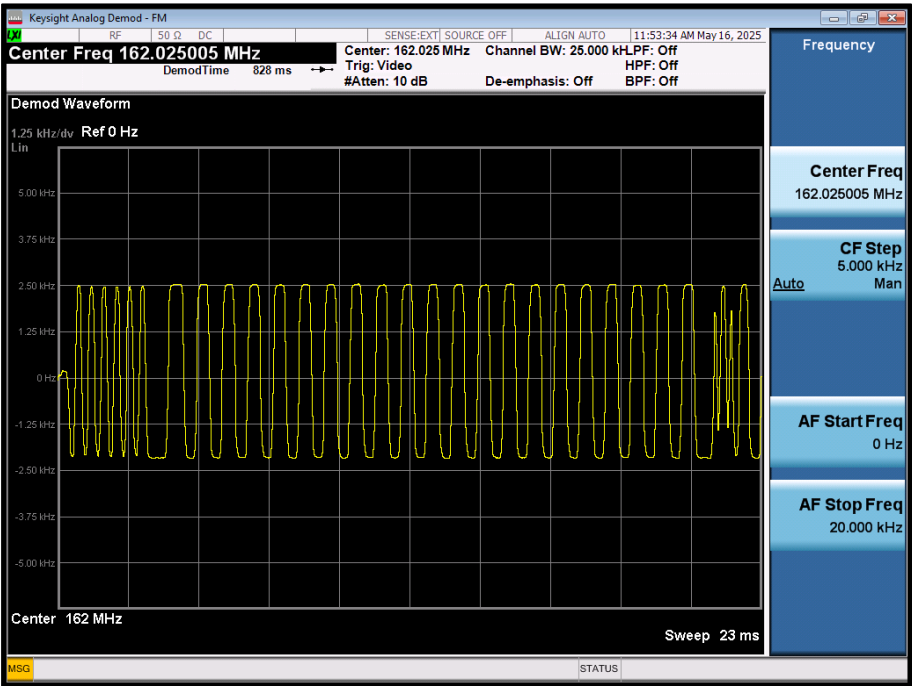 Keysight Analog Demod - FM
LXI RF 50 Ω DC SENSE:EXT SOURCE OFF ALIGN AUTO 11:53:34 AM May 16, 2025
Center Freq 162.025005 MHz
DemodTime 828 ms
Center: 162.025 MHz Channel BW: 25.000 kHLPF: Off
Trig: Video HPF: Off
#Atten: 10 dB De-emphasis: Off BPF: Off
Demod Waveform
1.25 kHz/dv Ref 0 Hz
Lin
5.00 kHz
3.75 kHz
2.50 kHz
1.25 kHz
0 Hz
-1.25 kHz
-2.50 kHz
-3.75 kHz
-5.00 kHz
Center 162 MHz
Sweep 23 ms
Frequency
Center Freq
162.025005 MHz
CF Step
5.000 kHz
Auto Man
AF Start Freq
0 Hz
AF Stop Freq
20.000 kHz
MSG STATUS